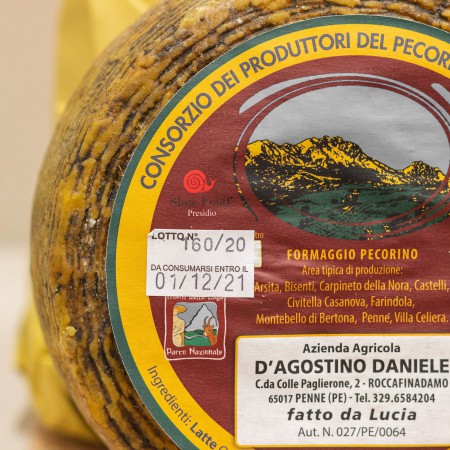 CONSORZIO DEI PRODUTTORI DEL PECOR
Slow Food
Presidio
LOTTO N° 160/20
DA CONSUMARSI ENTRO IL
01/12/21
FORMAGGIO PECORINO
Area tipica di produzione:
Arsita, Bisenti, Carpineto della Nora, Castelli,
Civitella Casanova, Farindola,
Montebello di Bertona, Penne, Villa Celiera.
Parco Nazionale
Azienda Agricola
D'AGOSTINO DANIELE
C.da Colle Paglierone, 2 - ROCCAFINADAMO
65017 PENNE (PE) - Tel. 329.6584204
fatto da Lucia
Aut. N. 027/PE/0064
Ingredienti: Latte